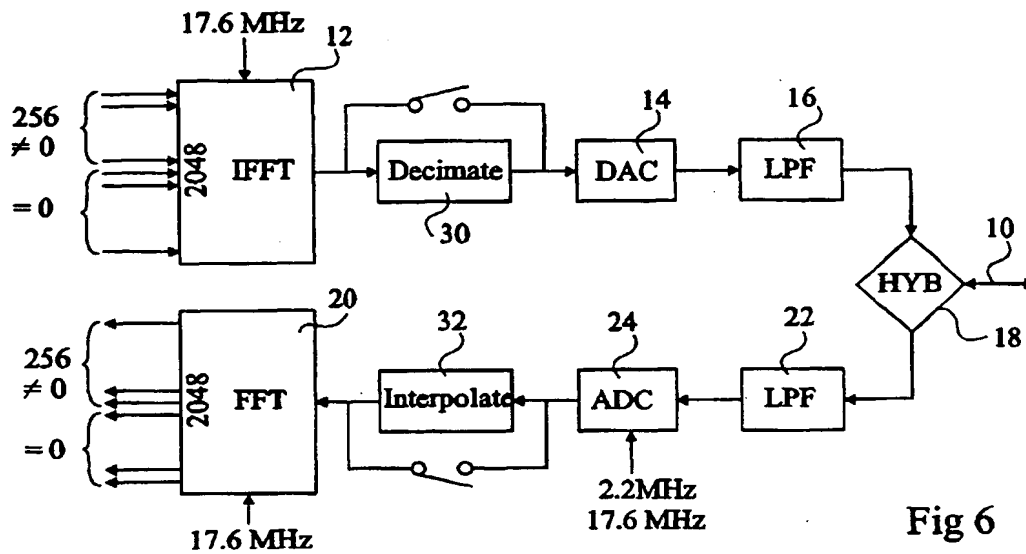 17.6 MHz
12
256
≠ 0
= 0
2048
IFFT
Decimate
30
14
DAC
16
LPF
HYB
10
18
20
256
≠ 0
= 0
2048
FFT
17.6 MHz
32
Interpolate
24
ADC
2.2MHz
17.6 MHz
22
LPF
Fig 6